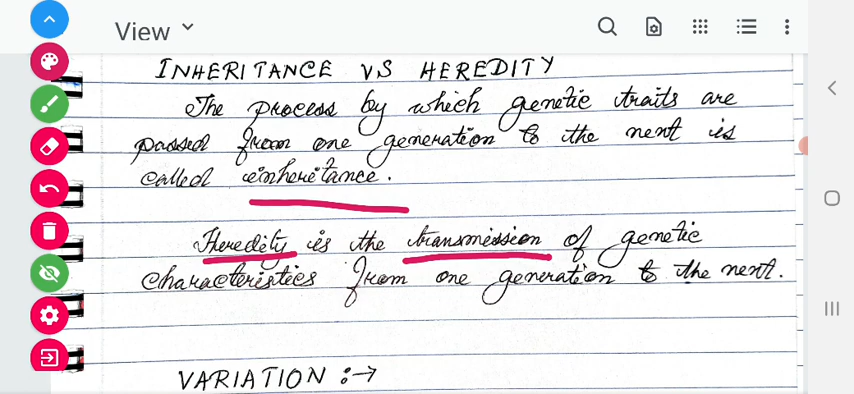 View
INHERITANCE VS HEREDITY
The process by which genetic traits are
passed from one generation to the next is
called inheritance.
Heredity is the transmission of genetic
characteristics from one generation to the next.
VARIATION :→